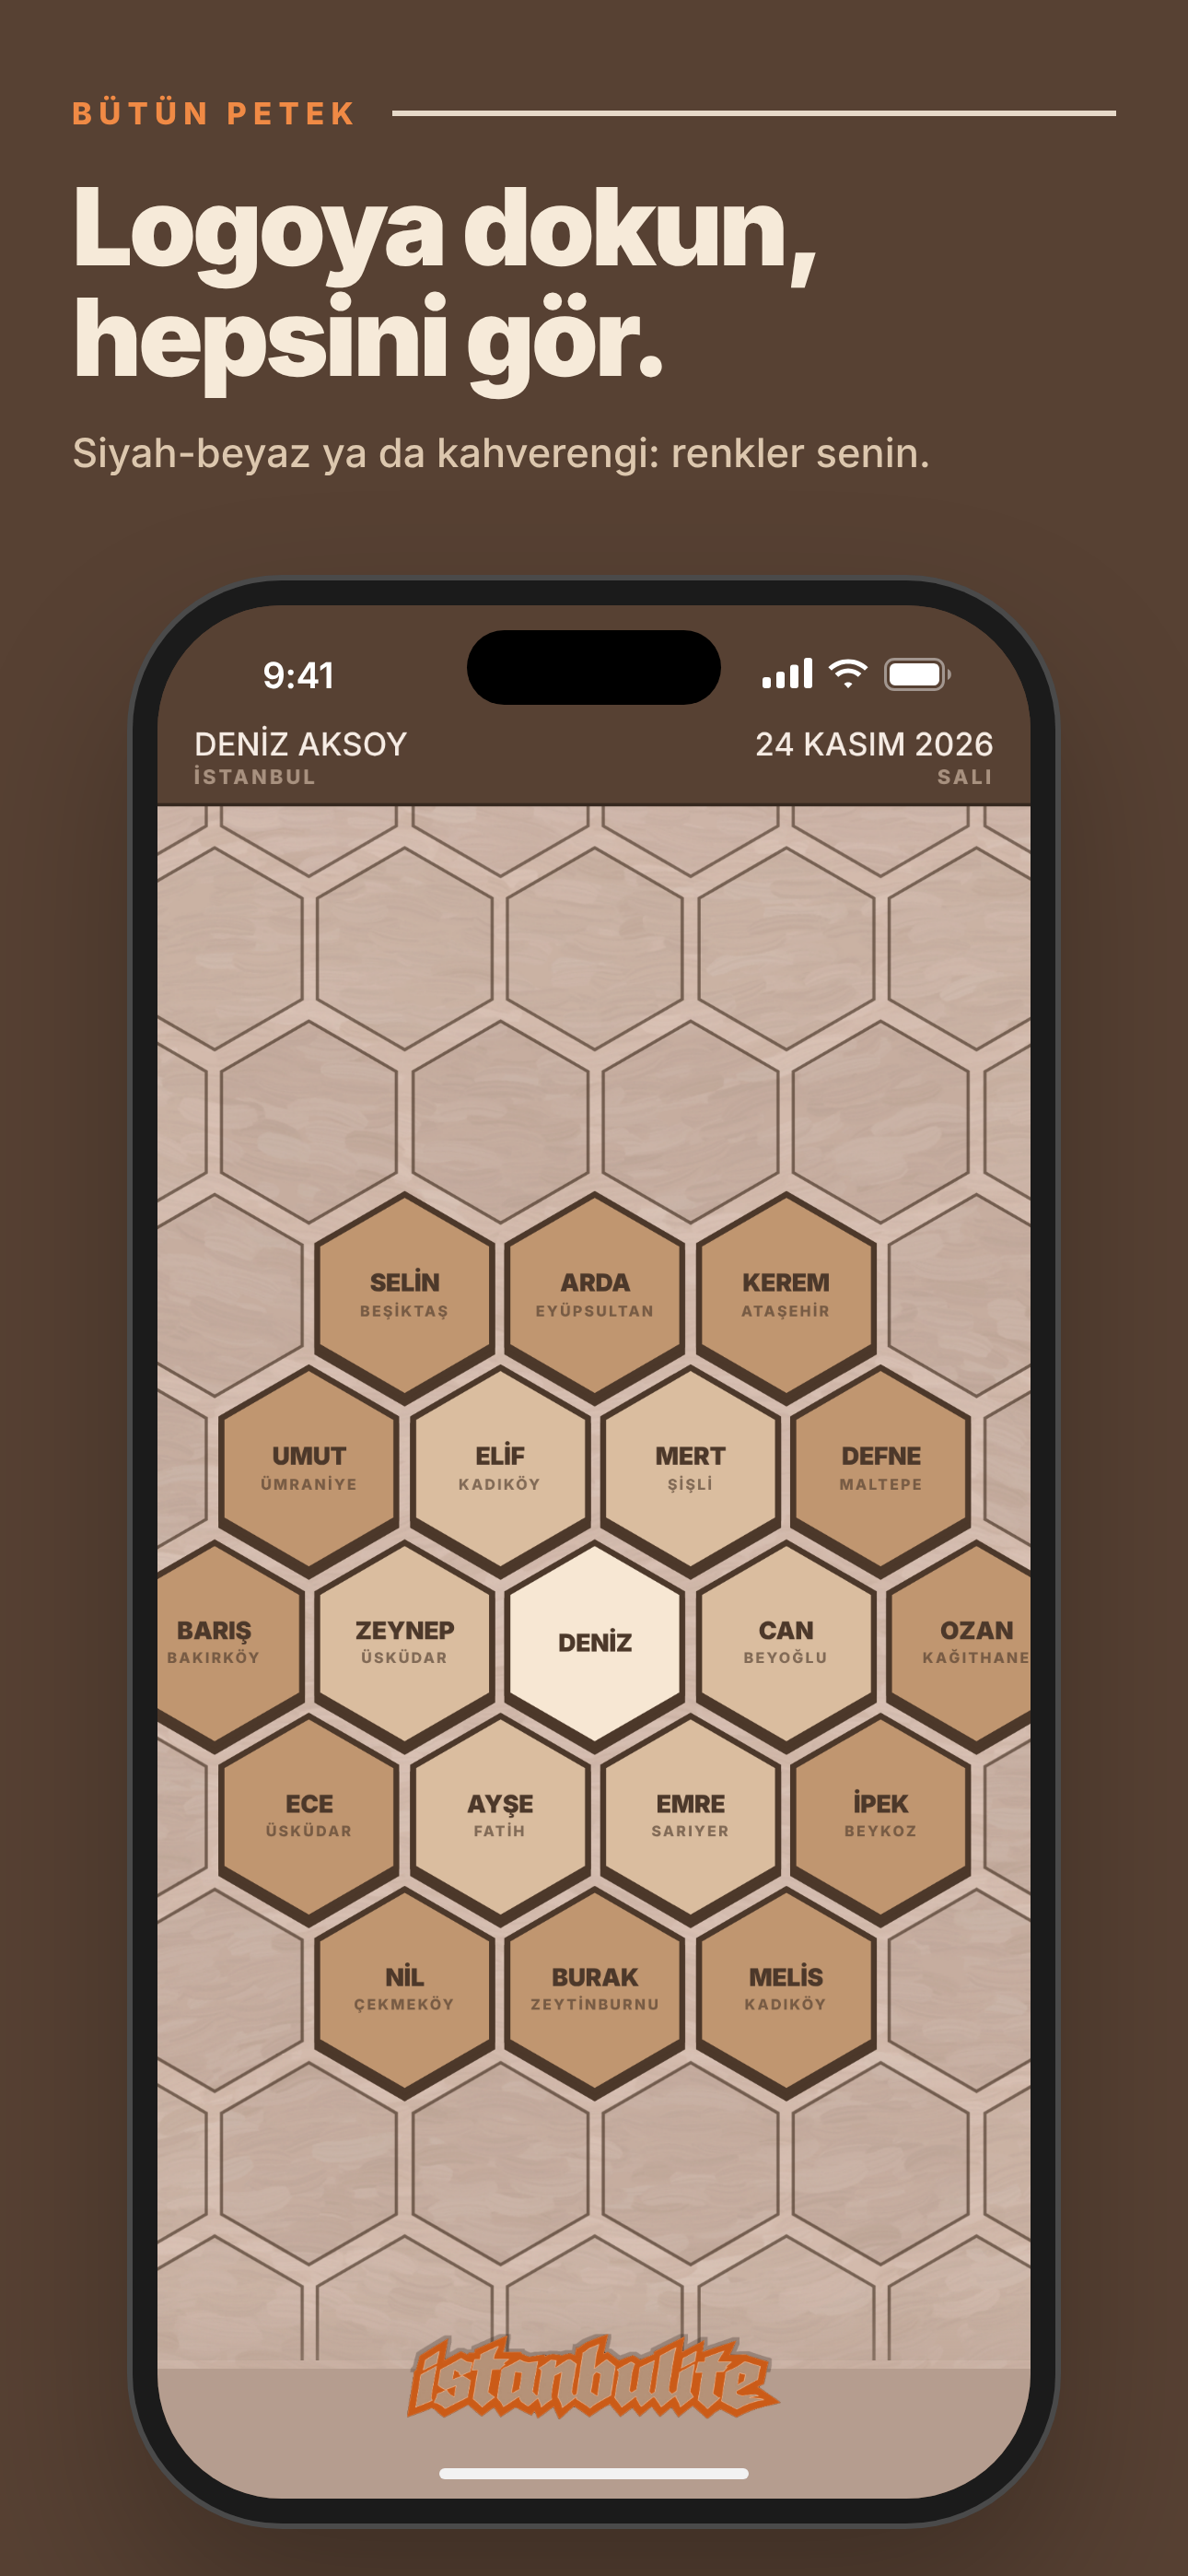 BÜTÜN PETEK
Logoya dokun,
hepsini gör.
Siyah-beyaz ya da kahverengi: renkler senin.
9:41
DENİZ AKSOY
İSTANBUL
24 KASIM 2026
SALI
SELİN
BEŞİKTAŞ
ARDA
EYÜPSULTAN
KEREM
ATAŞEHİR
UMUT
ÜMRANİYE
ELİF
KADIKÖY
MERT
ŞİŞLİ
DEFNE
MALTEPE
BARIŞ
BAKIRKÖY
ZEYNEP
ÜSKÜDAR
DENİZ
CAN
BEYOĞLU
OZAN
KAĞITHANE
ECE
ÜSKÜDAR
AYŞE
FATİH
EMRE
SARIYER
İPEK
BEYKOZ
NİL
ÇEKMEKÖY
BURAK
ZEYTİNBURNU
MELİS
KADIKÖY
istanbulite